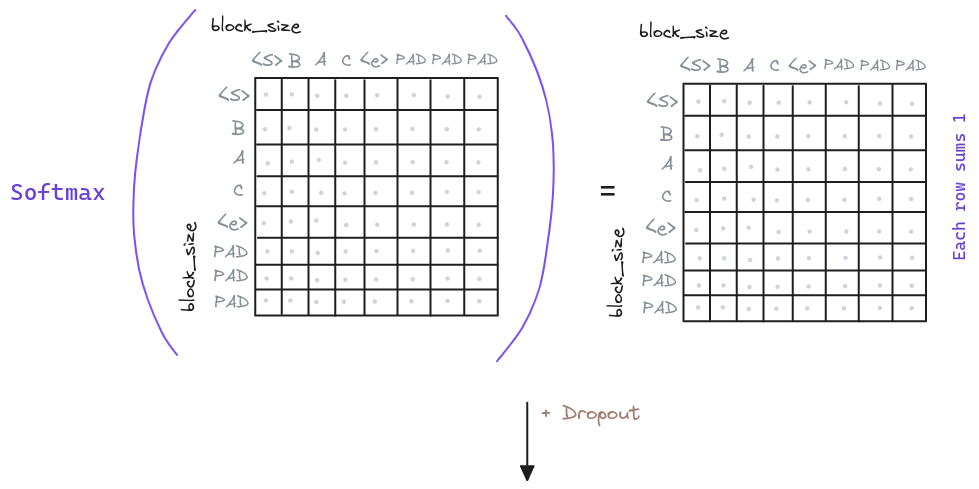 block_size
<S> B A C <e> PAD PAD PAD
<S>
B
A
C
<e>
PAD
PAD
PAD
block_size
Softmax
=
block_size
<S> B A C <e> PAD PAD PAD
<S>
B
A
C
<e>
PAD
PAD
PAD
block_size
Each row sums 1
+ Dropout